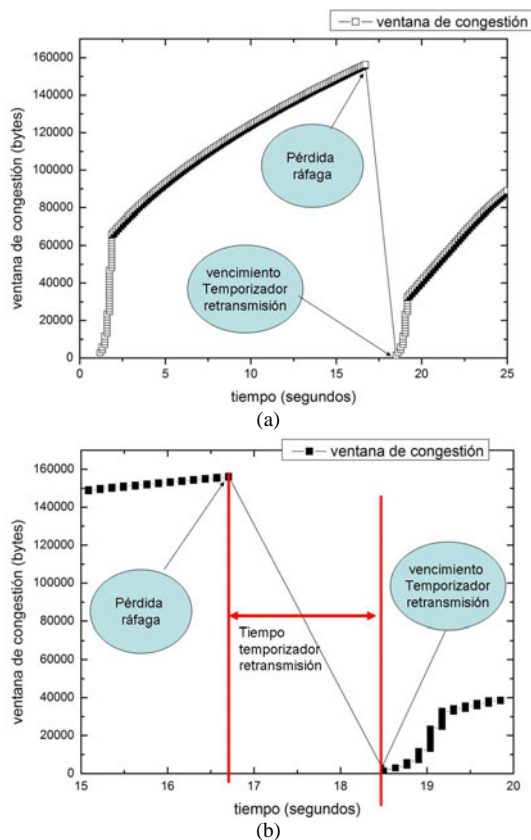 ventana de congestión
160000
140000
120000
100000
80000
60000
40000
20000
0
ventana de congestión (bytes)
Pérdida
ráfaga
vencimiento
Temporizador
retransmisión
0 5 10 15 20 25
tiempo (segundos)
(a)
ventana de congestión
160000
140000
120000
100000
80000
60000
40000
20000
0
ventana de congestión (bytes)
Pérdida
ráfaga
vencimiento
Temporizador
retransmisión
Tiempo
temporizador
retransmisión
15 16 17 18 19 20
tiempo (segundos)
(b)